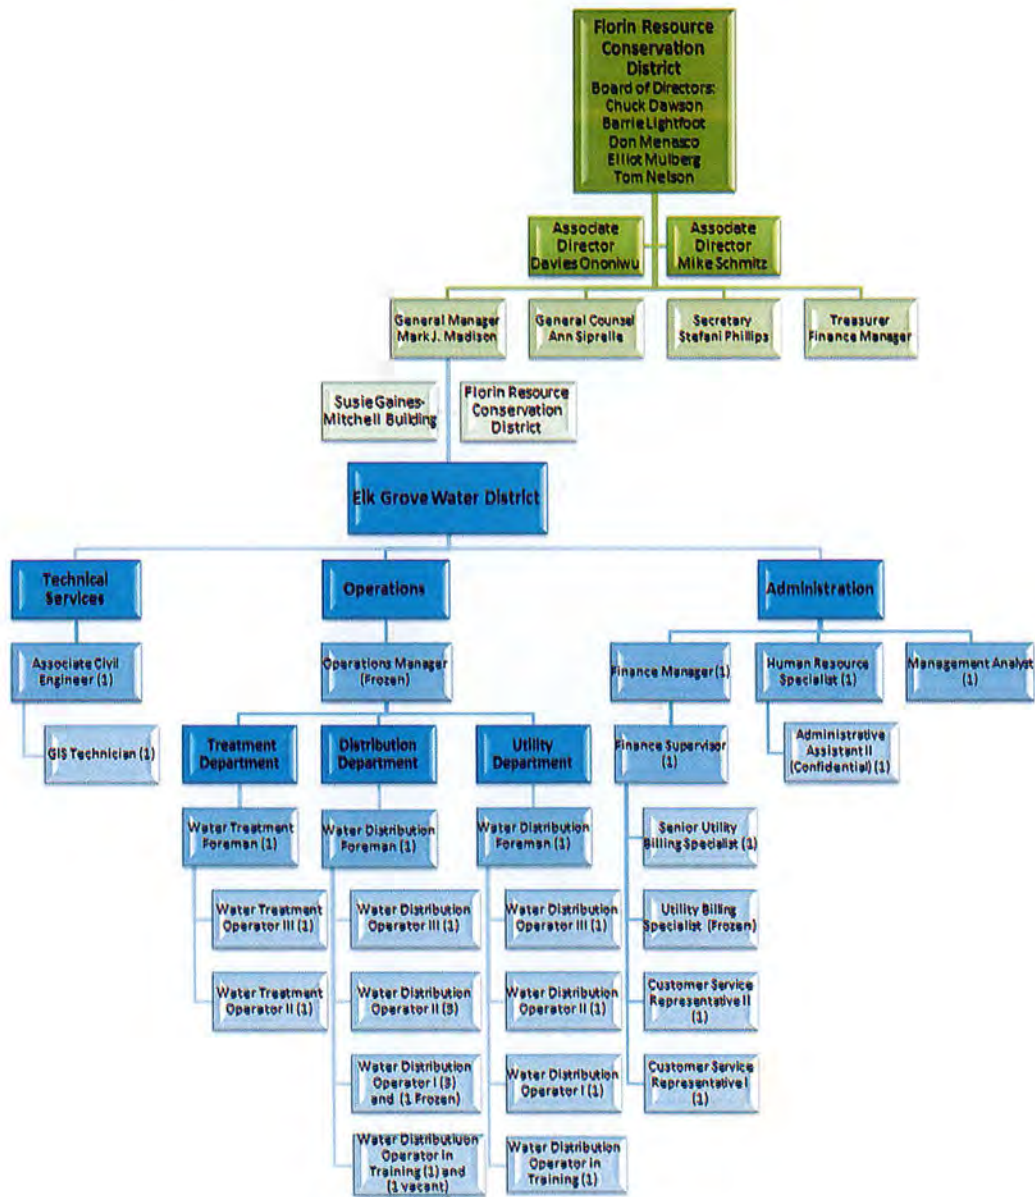 Florin Resource
Conservation
District
Board of Directors:
Chuck Dawson
Barrie Lightfoot
Don Menasco
Elliot Mulberg
Tom Nelson
Associate
Director
Davies Ononiwu
Associate
Director
Mike Schmitz
General Manager
Mark J. Madison
General Counsel
Ann Siprelle
Secretary
Stefani Phillips
Treasurer
Finance Manager
Susie Gaines-
Mitchell Building
Florin Resource
Conservation
District
Elk Grove Water District
Technical
Services
Operations
Administration
Associate Civil
Engineer (1)
Operations Manager
(Frozen)
Finance Manager (1)
Human Resource
Specialist (1)
Management Analyst
(1)
GIS Technician (1)
Treatment
Department
Distribution
Department
Utility
Department
Finance Supervisor
(1)
Administrative
Assistant II
(Confidential) (1)
Water Treatment
Foreman (1)
Water Distribution
Foreman (1)
Water Distribution
Foreman (1)
Senior Utility
Billing Specialist (1)
Water Treatment
Operator III (1)
Water Distribution
Operator III (1)
Water Distribution
Operator III (1)
Utility Billing
Specialist (Frozen)
Water Treatment
Operator II (1)
Water Distribution
Operator II (3)
Water Distribution
Operator II (1)
Customer Service
Representative II
(1)
Water Distribution
Operator I (3)
and (1 Frozen)
Water Distribution
Operator I (1)
Customer Service
Representative I
(1)
Water Distributiuon
Operator in
Training (1) and
(1 vacant)
Water Distribution
Operator in
Training (1)